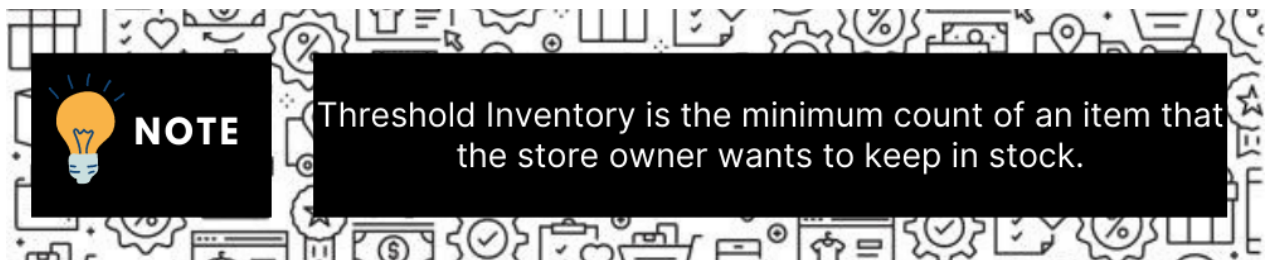 NOTE
Threshold Inventory is the minimum count of an item that
the store owner wants to keep in stock.